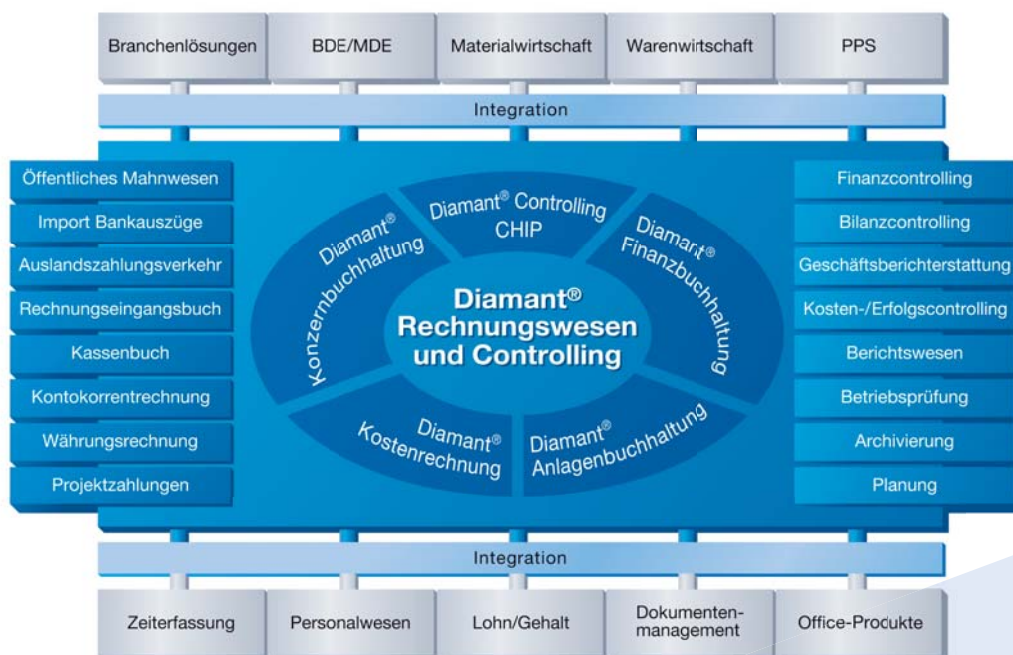 Branchenlösungen
BDE/MDE
Materialwirtschaft
Warenwirtschaft
PPS
Integration
Öffentliches Mahnwesen
Import Bankauszüge
Auslandszahlungsverkehr
Rechnungseingangsbuch
Kassenbuch
Kontokorrentrechnung
Währungsrechnung
Projektzahlungen
Diamant® Controlling
CHIP
Diamant®
Konzernbuchhaltung
Diamant®
Finanzbuchhaltung
Diamant®
Rechnungswesen
und Controlling
Diamant®
Kostenrechnung
Diamant®
Anlagenbuchhaltung
Finanzcontrolling
Bilanzcontrolling
Geschäftsberichterstattung
Kosten-/Erfolgscontrolling
Berichtswesen
Betriebsprüfung
Archivierung
Planung
Integration
Zeiterfassung
Personalwesen
Lohn/Gehalt
Dokumenten-
management
Office-Produkte